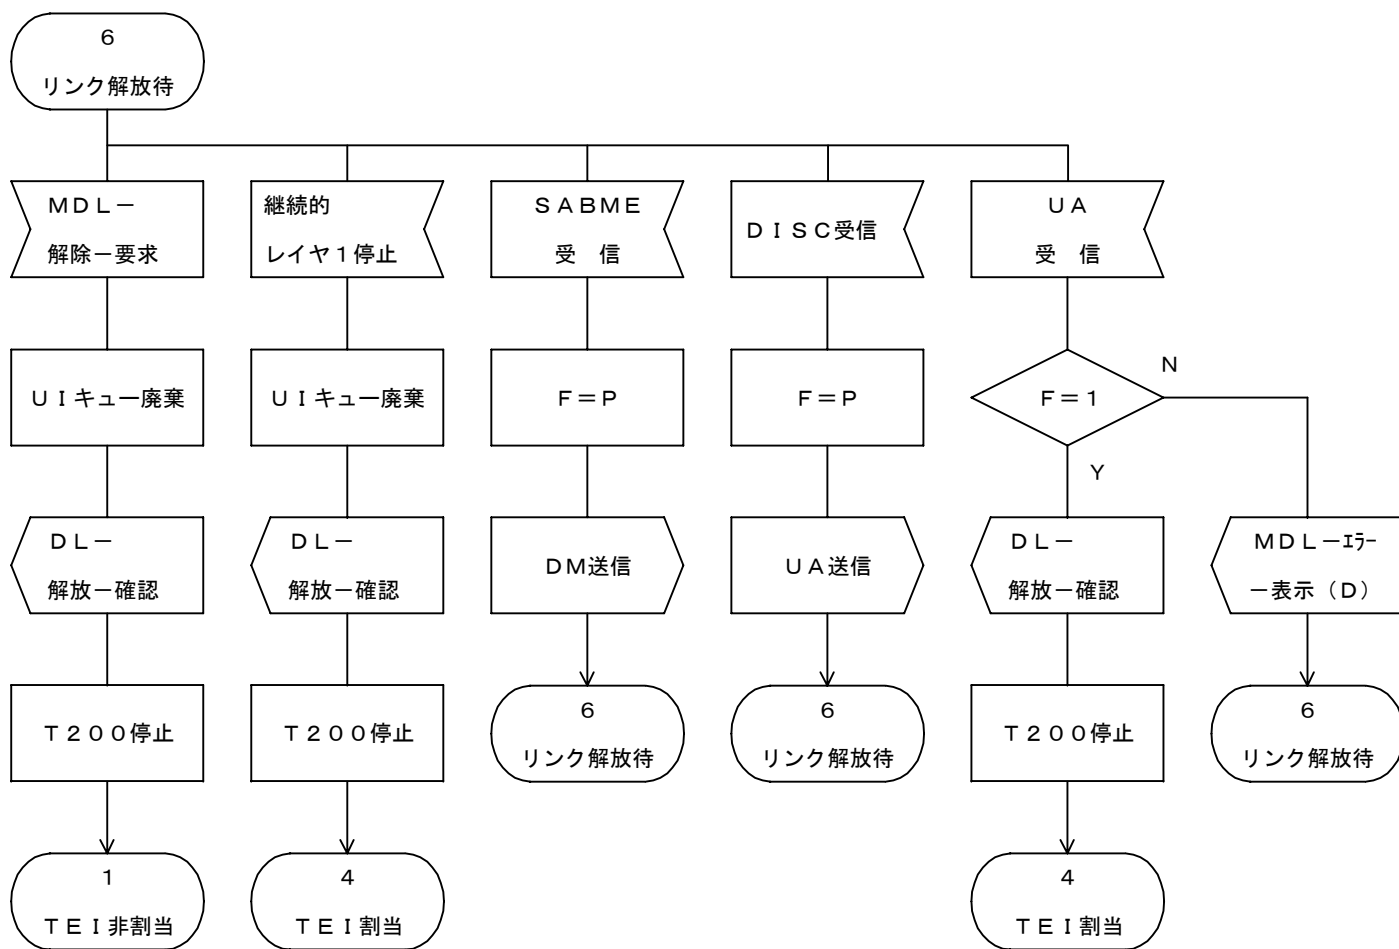 6
リンク解放待
MDL－
解除－要求
継続的
レイヤ1停止
SABME
受 信
DISC受信
UA
受 信
UIキュー廃棄
UIキュー廃棄
F＝P
F＝P
F＝1
N
Y
DL－
解放－確認
DL－
解放－確認
DM送信
UA送信
DL－
解放－確認
MDL－ｴﾗｰ
－表示（D）
T200停止
T200停止
6
リンク解放待
6
リンク解放待
T200停止
6
リンク解放待
1
TEI非割当
4
TEI割当
4
TEI割当